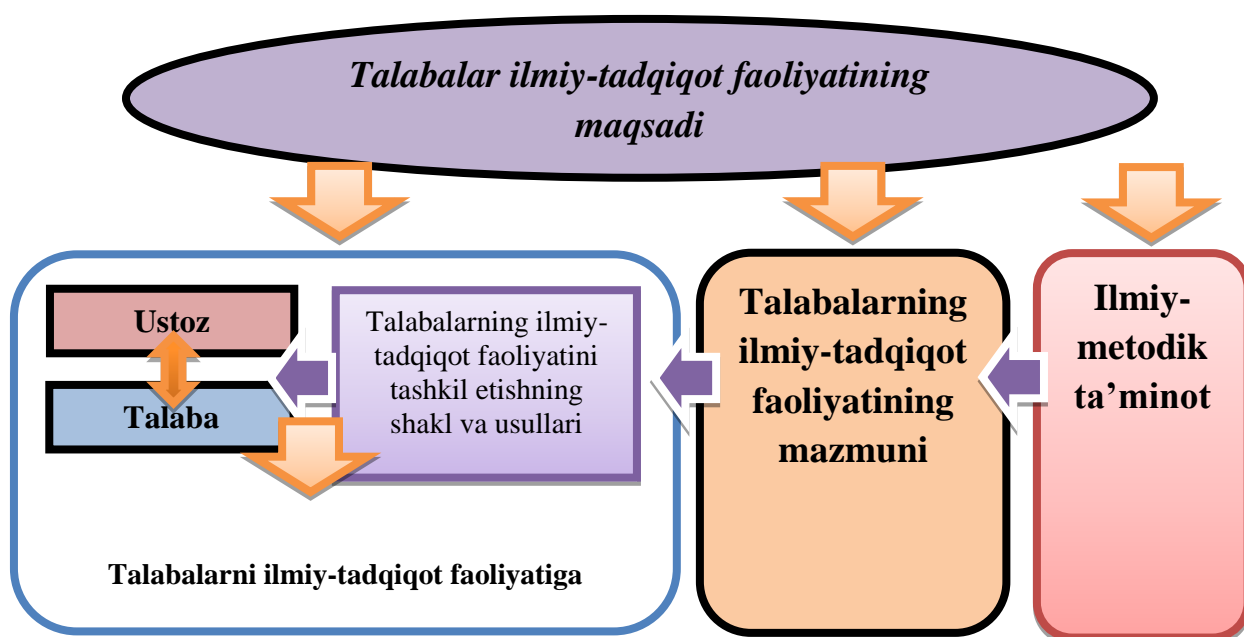 Talabalar ilmiy-tadqiqot faoliyatining
maqsadi
Ustoz
Talaba
Talabalarning ilmiy-
tadqiqot faoliyatini
tashkil etishning
shakl va usullari
Talabalarni ilmiy-tadqiqot faoliyatiga
Talabalarning
ilmiy-tadqiqot
faoliyatining
mazmuni
Ilmiy-
metodik
ta’minot